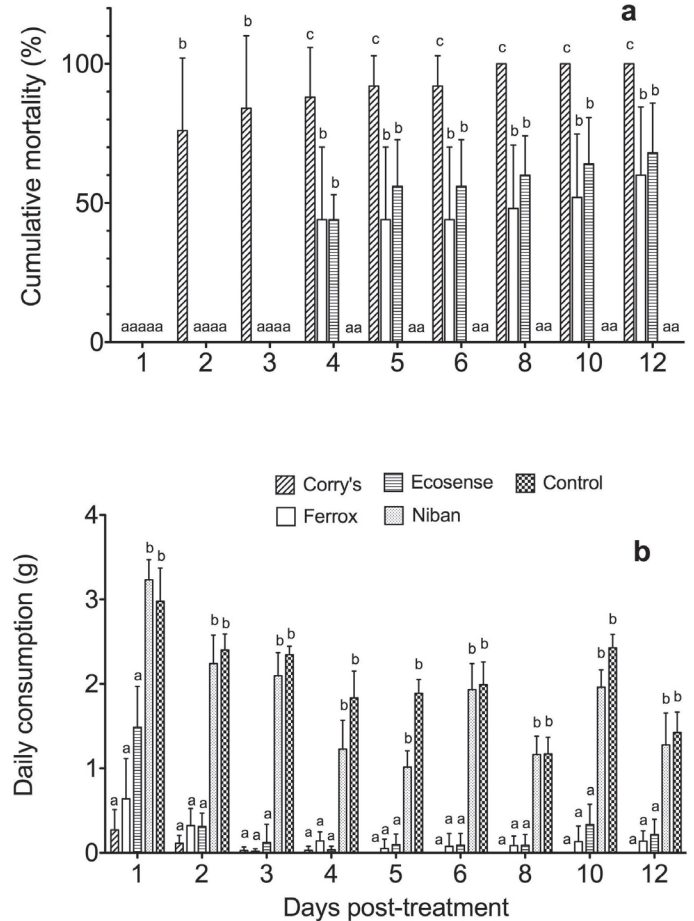 a
Cumulative mortality (%)
100
50
0
b b c c c c c c
b b b b b b b b b b b b
aaaaa aaaa aaaa aa aa aa aa aa aa
1 2 3 4 5 6 8 10 12
Corry's Ecosense Control
Ferrox Niban
b
Daily consumption (g)
4
3
2
1
0
a a a b b
a a a b b
a a a b b
a a a b b
a a a b b
a a a b b
a a a b b
a a a b b
a a a b b
1 2 3 4 5 6 8 10 12
Days post-treatment